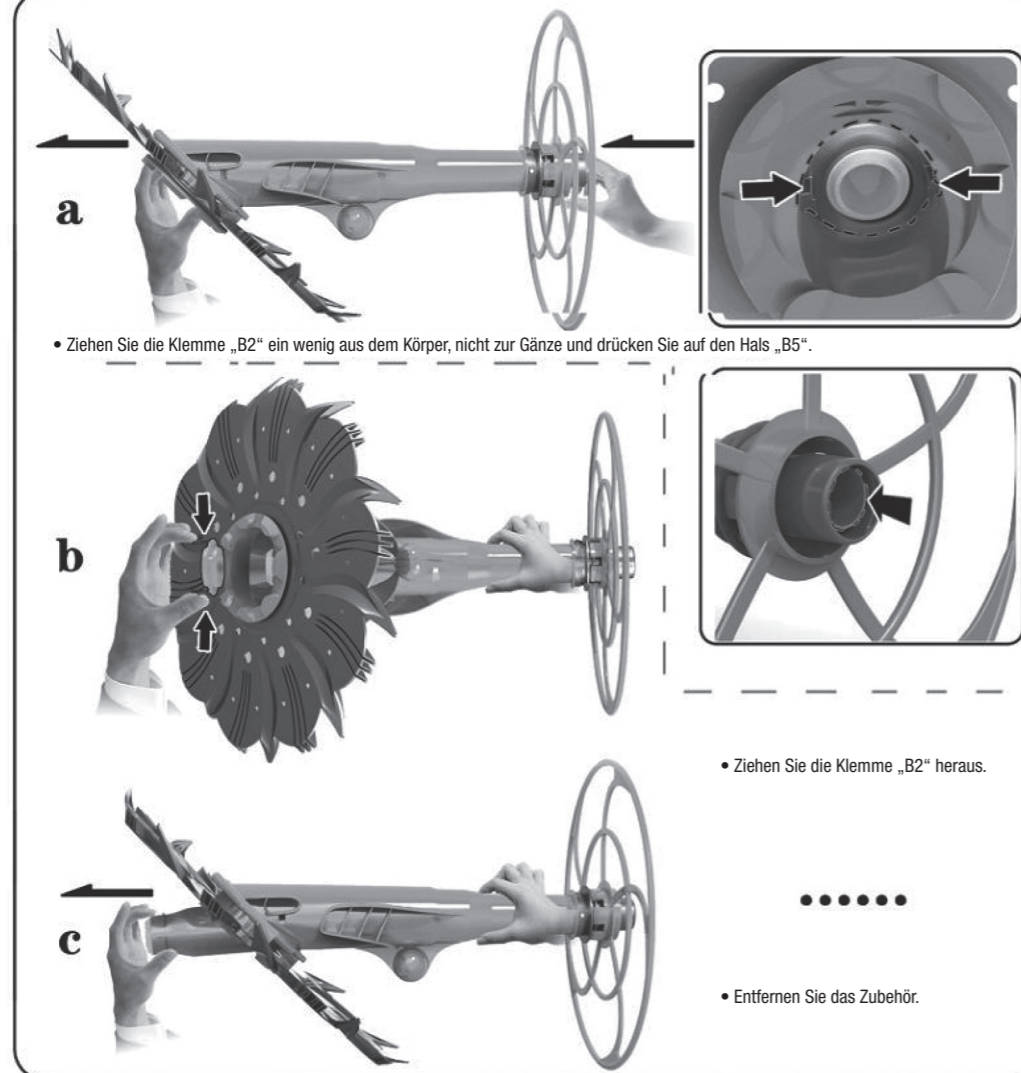 a
• Ziehen Sie die Klemme „B2“ ein wenig aus dem Körper, nicht zur Gänze und drücken Sie auf den Hals „B5“.
b
• Ziehen Sie die Klemme „B2“ heraus.
c
• Entfernen Sie das Zubehör.